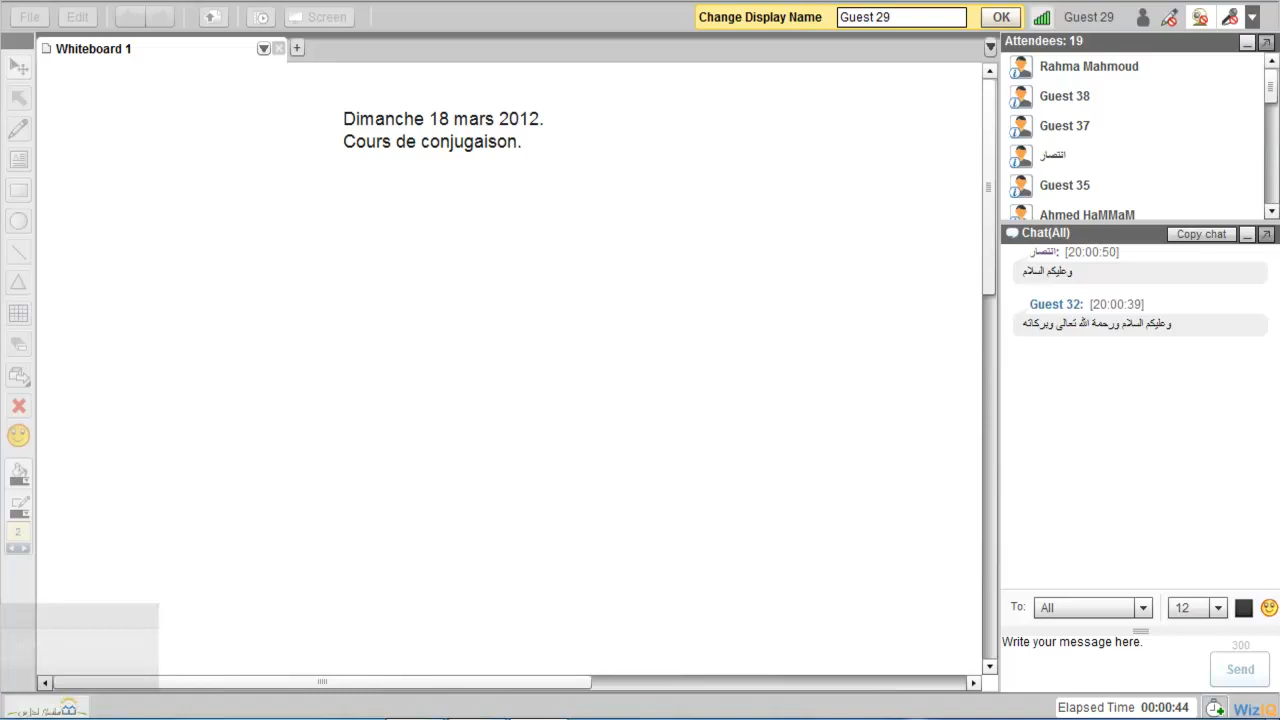 File
Edit
Screen
Change Display Name
Guest 29
OK
Guest 29
Whiteboard 1
Dimanche 18 mars 2012.
Cours de conjugaison.
2
Attendees: 19
Rahma Mahmoud
Guest 38
Guest 37
انتصار
Guest 35
Ahmed HaMMaM
Chat(All)
Copy chat
انتصار: [20:00:50]
وعليكم السلام
Guest 32: [20:00:39]
وعليكم السلام ورحمة الله تعالى وبركاته
To:
All
12
Write your message here.
300
Send
Elapsed Time 00:00:44
WizIQ